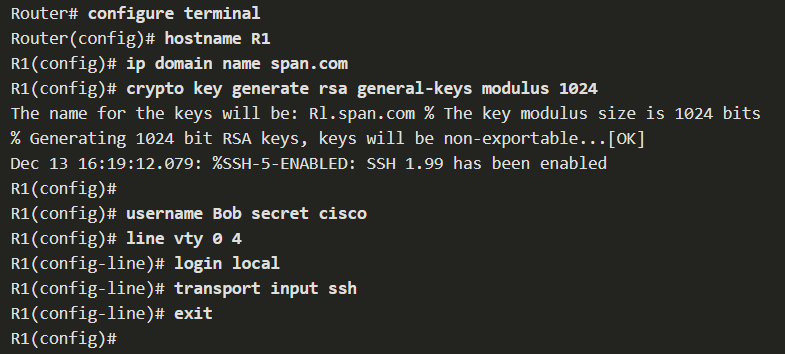 Router# configure terminal
Router(config)# hostname R1
R1(config)# ip domain name span.com
R1(config)# crypto key generate rsa general-keys modulus 1024
The name for the keys will be: Rl.span.com % The key modulus size is 1024 bits
% Generating 1024 bit RSA keys, keys will be non-exportable...[OK]
Dec 13 16:19:12.079: %SSH-5-ENABLED: SSH 1.99 has been enabled
R1(config)#
R1(config)# username Bob secret cisco
R1(config)# line vty 0 4
R1(config-line)# login local
R1(config-line)# transport input ssh
R1(config-line)# exit
R1(config)#